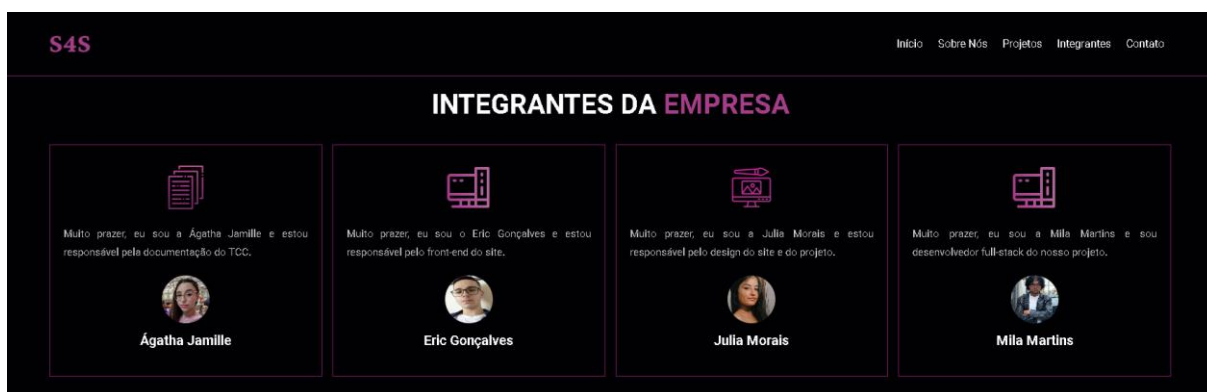 S4S
Início Sobre Nós Projetos Integrantes Contato
INTEGRANTES DA EMPRESA
Muito prazer, eu sou a Ágatha Jamille e estou
responsável pela documentação do TCC.
Ágatha Jamille
Muito prazer, eu sou o Eric Gonçalves e estou
responsável pelo front-end do site.
Eric Gonçalves
Muito prazer, eu sou a Julia Morais e estou
responsável pelo design do site e do projeto.
Julia Morais
Muito prazer, eu sou a Mila Martins e sou
desenvolvedor full-stack do nosso projeto.
Mila Martins